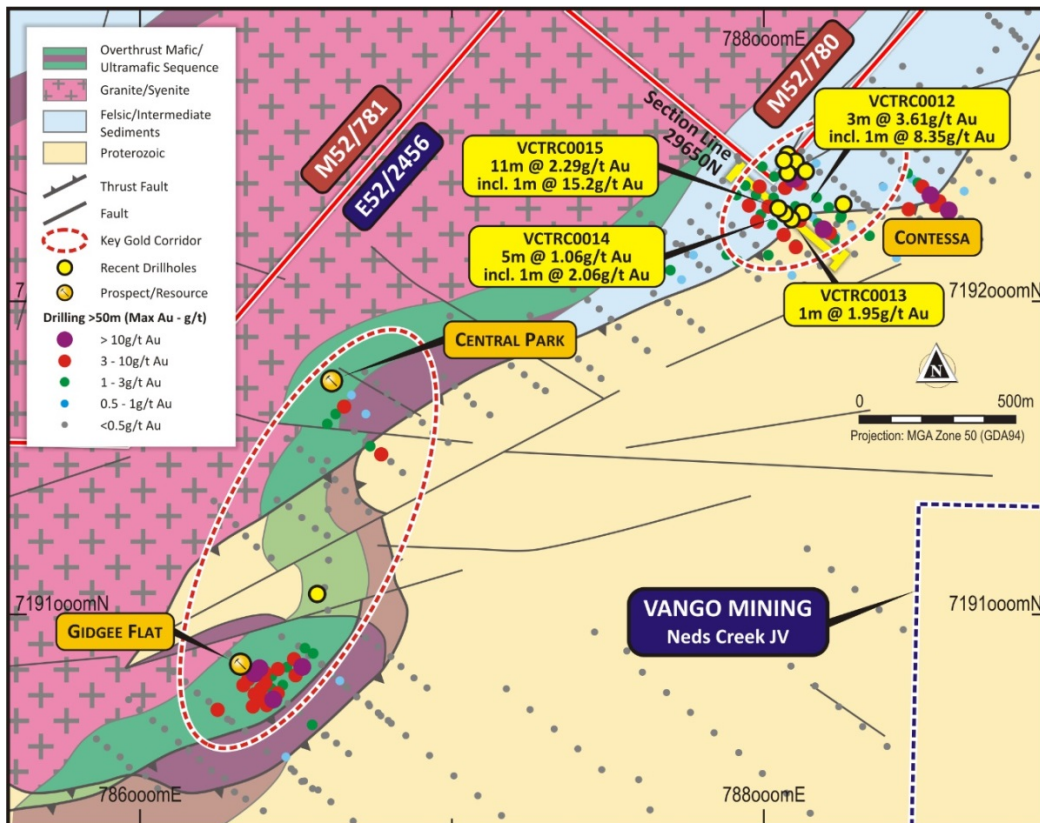 Overthrust Mafic/
Ultramafic Sequence
Granite/Syenite
Felsic/Intermediate
Sediments
Proterozoic
Thrust Fault
Fault
Key Gold Corridor
Recent Drillholes
Prospect/Resource
Drilling >50m (Max Au - g/t)
> 10g/t Au
3 - 10g/t Au
1 - 3g/t Au
0.5 - 1g/t Au
<0.5g/t Au
788000mE
M52/781
E52/2456
M52/780
Section Line
29650N
VCTRC0012
3m @ 3.61g/t Au
incl. 1m @ 8.35g/t Au
VCTRC0015
11m @ 2.29g/t Au
incl. 1m @ 15.2g/t Au
VCTRC0014
5m @ 1.06g/t Au
incl. 1m @ 2.06g/t Au
CONTESSA
VCTRC0013
1m @ 1.95g/t Au
7192000mN
CENTRAL PARK
N
0 500m
Projection: MGA Zone 50 (GDA94)
7191000mN
GIDGEE FLAT
VANGO MINING
Neds Creek JV
7191000mN
786000mE
788000mE